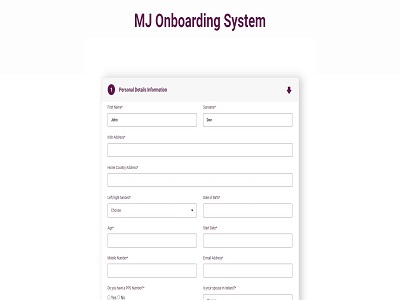 MJ Onboarding System
1 Personal Details Information
First Name* Surname*
John Doe
Irish Address*
Home Country Address*
Left/right handed* Date of Birth*
Choose
Age* Start Date*
Mobile Number* Email Address*
Do you have a PPS Number?* Is your spouse in Ireland?*
Yes No